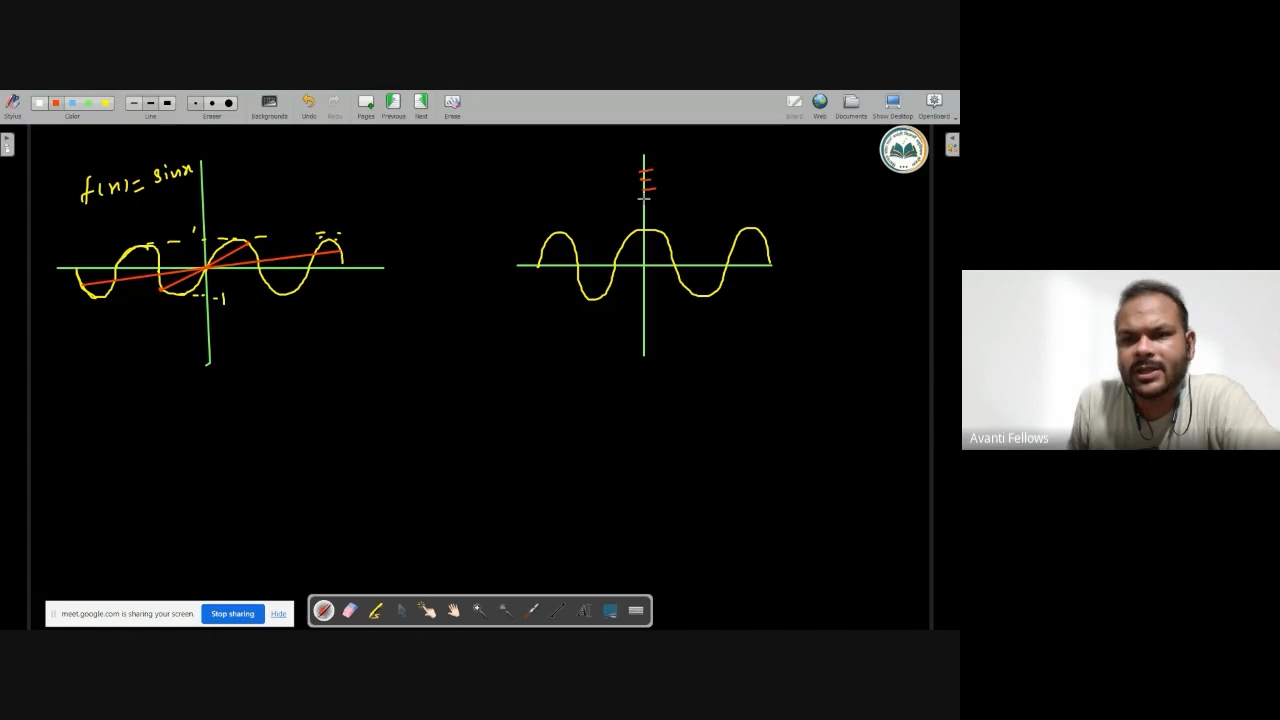 Stylus
Color
Line
Eraser
Backgrounds
Undo
Redo
Pages
Previous
Next
Erase
Board
Web
Documents
Show Desktop
OpenBoard
f(x) = sinx
-1
Avanti Fellows
meet.google.com is sharing your screen.
Stop sharing
Hide